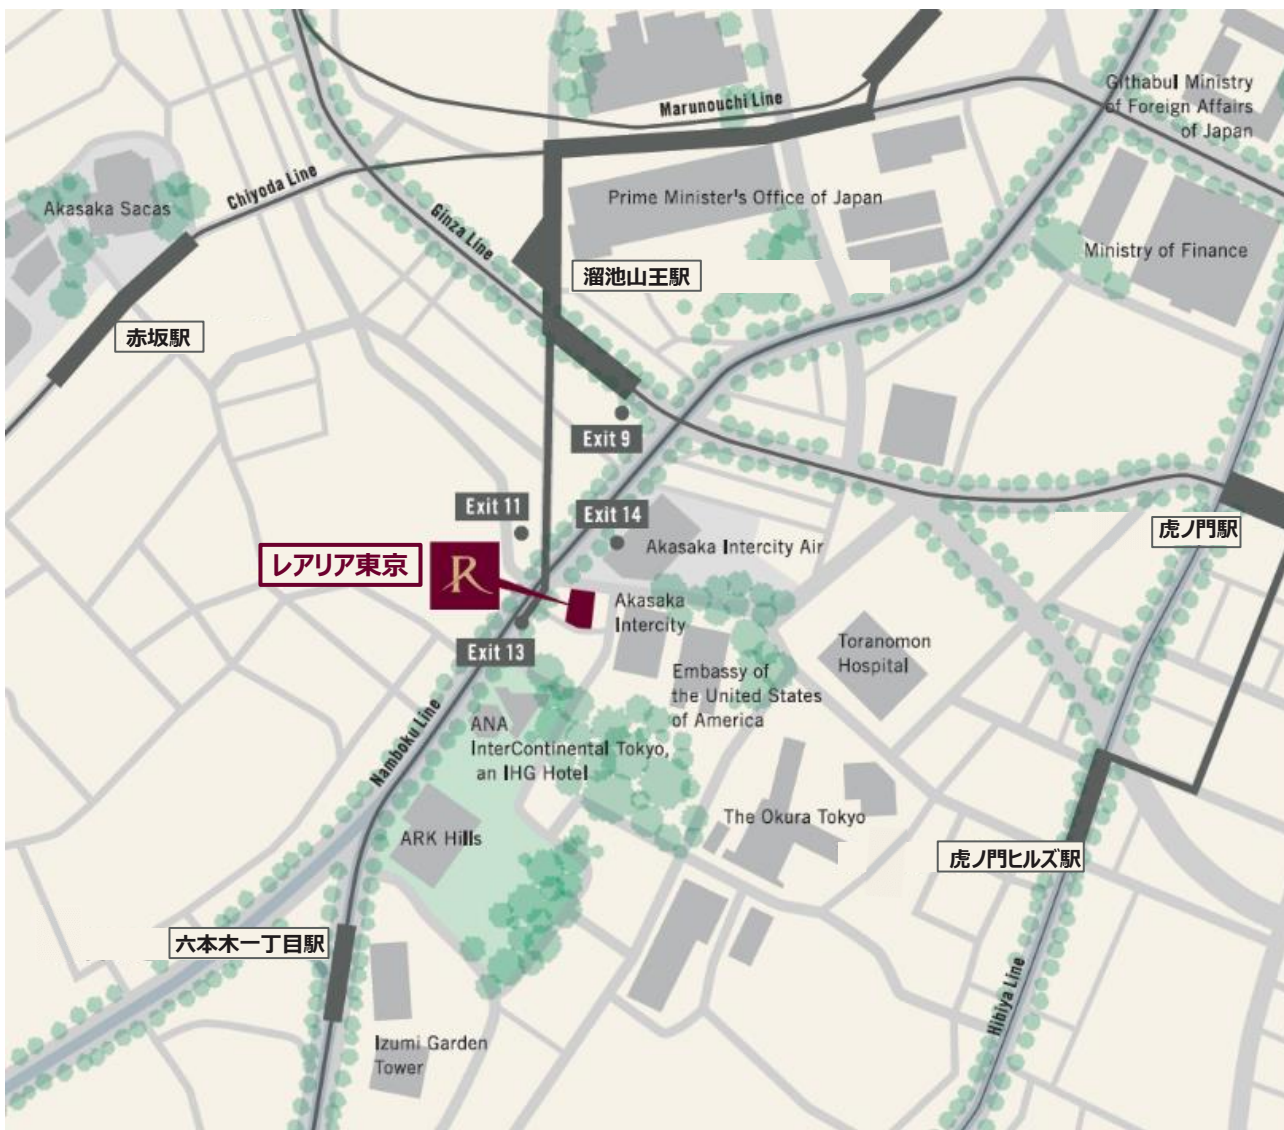 Marunouchi Line
Githabul Ministry
of Foreign Affairs
of Japan
Chiyoda Line
Akasaka Sacas
Ginza Line
Prime Minister's Office of Japan
Ministry of Finance
溜池山王駅
赤坂駅
Exit 9
Exit 11
Exit 14
虎ノ門駅
Akasaka Intercity Air
レアリア東京
R
Akasaka
Intercity
Exit 13
Toranomon
Hospital
Embassy of
the United States
of America
Namboku Line
ANA
InterContinental Tokyo,
an IHG Hotel
The Okura Tokyo
ARK Hills
虎ノ門ヒルズ駅
六本木一丁目駅
Hibiya Line
Izumi Garden
Tower